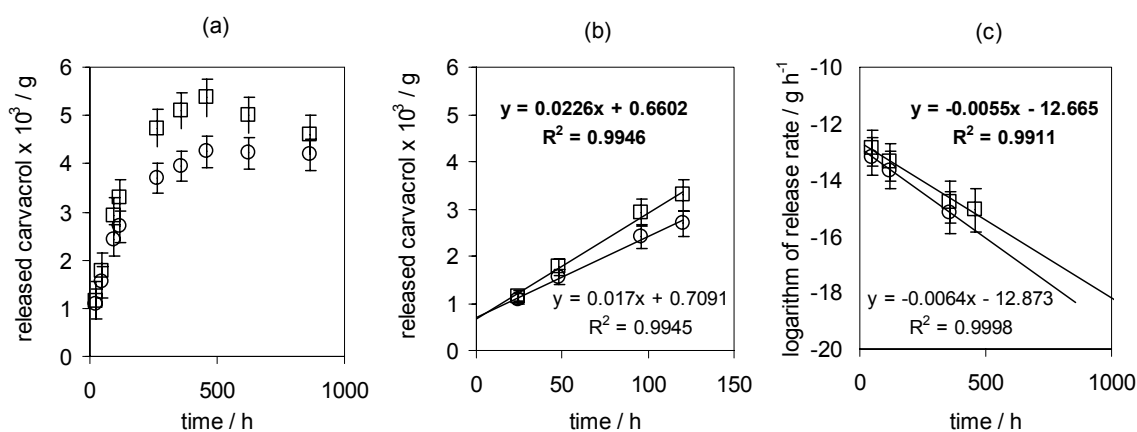 (a)
released carvacrol x 10³ / g
6
5
4
3
2
1
0
0 500 1000
time / h
(b)
released carvacrol x 10³ / g
6
5
4
3
2
1
0
y = 0.0226x + 0.6602
R² = 0.9946
y = 0.017x + 0.7091
R² = 0.9945
0 50 100 150
time / h
(c)
logarithm of release rate / g h⁻¹
-10
-12
-14
-16
-18
-20
y = -0.0055x - 12.665
R² = 0.9911
y = -0.0064x - 12.873
R² = 0.9998
0 500 1000
time / h